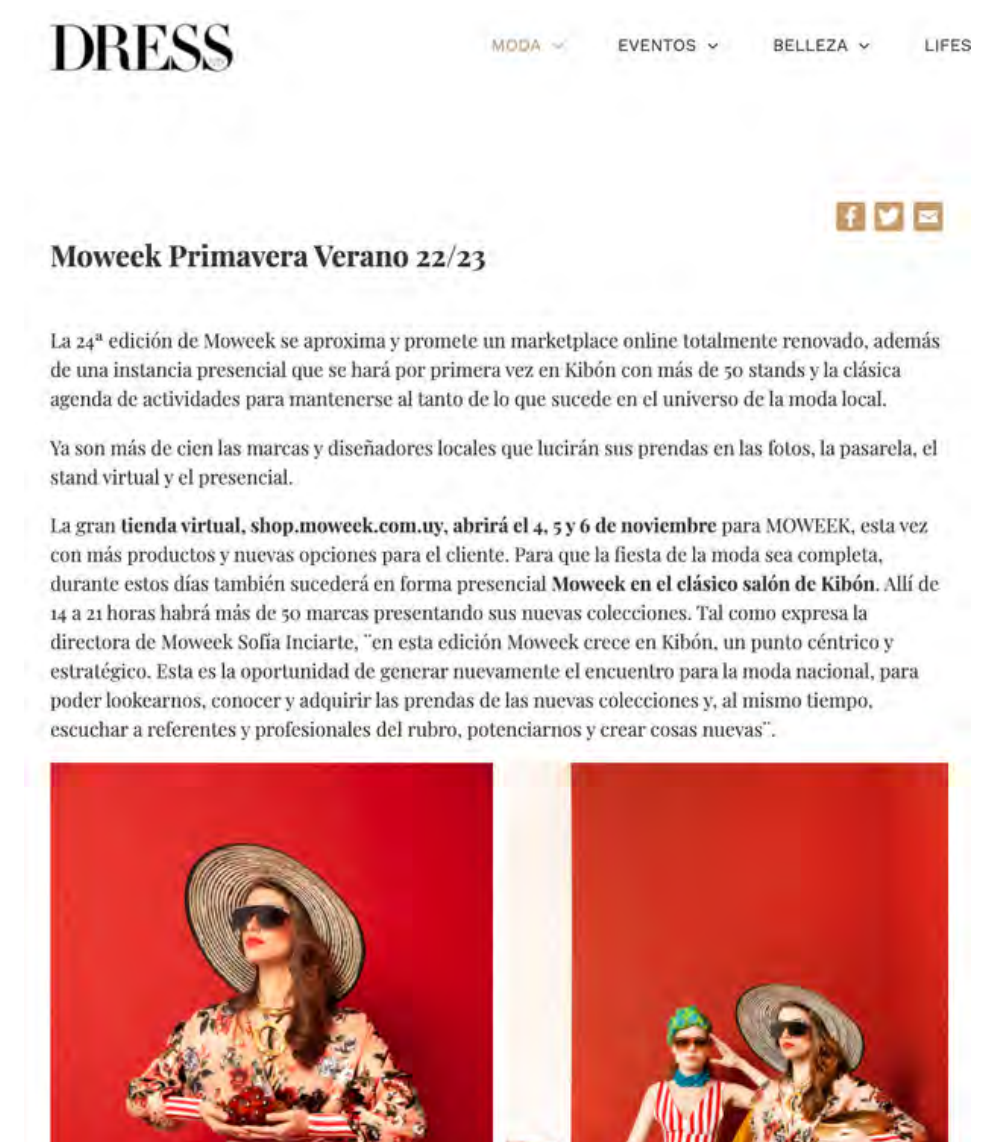 DRESS
MODA EVENTOS BELLEZA LIFES
Moweek Primavera Verano 22/23
La 24ª edición de Moweek se aproxima y promete un marketplace online totalmente renovado, además
de una instancia presencial que se hará por primera vez en Kibón con más de 50 stands y la clásica
agenda de actividades para mantenerse al tanto de lo que sucede en el universo de la moda local.
Ya son más de cien las marcas y diseñadores locales que lucirán sus prendas en las fotos, la pasarela, el
stand virtual y el presencial.
La gran tienda virtual, shop.moweek.com.uy, abrirá el 4, 5 y 6 de noviembre para MOWEEK, esta vez
con más productos y nuevas opciones para el cliente. Para que la fiesta de la moda sea completa,
durante estos días también sucederá en forma presencial Moweek en el clásico salón de Kibón. Allí de
14 a 21 horas habrá más de 50 marcas presentando sus nuevas colecciones. Tal como expresa la
directora de Moweek Sofía Inciarte, ¨en esta edición Moweek crece en Kibón, un punto céntrico y
estratégico. Esta es la oportunidad de generar nuevamente el encuentro para la moda nacional, para
poder lookearnos, conocer y adquirir las prendas de las nuevas colecciones y, al mismo tiempo,
escuchar a referentes y profesionales del rubro, potenciarnos y crear cosas nuevas¨.